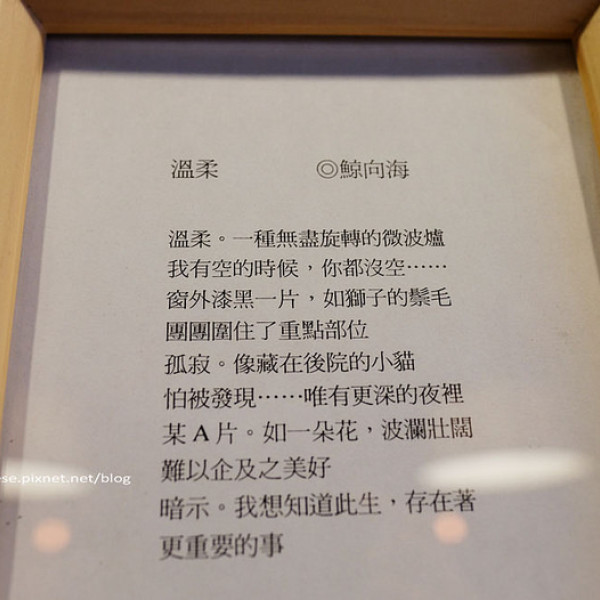 溫柔　　◎鯨向海
溫柔。一種無盡旋轉的微波爐
我有空的時候，你都沒空⋯⋯
窗外漆黑一片，如獅子的鬃毛
團團圍住了重點部位
孤寂。像藏在後院的小貓
怕被發現⋯⋯唯有更深的夜裡
某 A 片。如一朵花，波瀾壯闊
難以企及之美好
暗示。我想知道此生，存在著
更重要的事
se.pixnet.net/blog